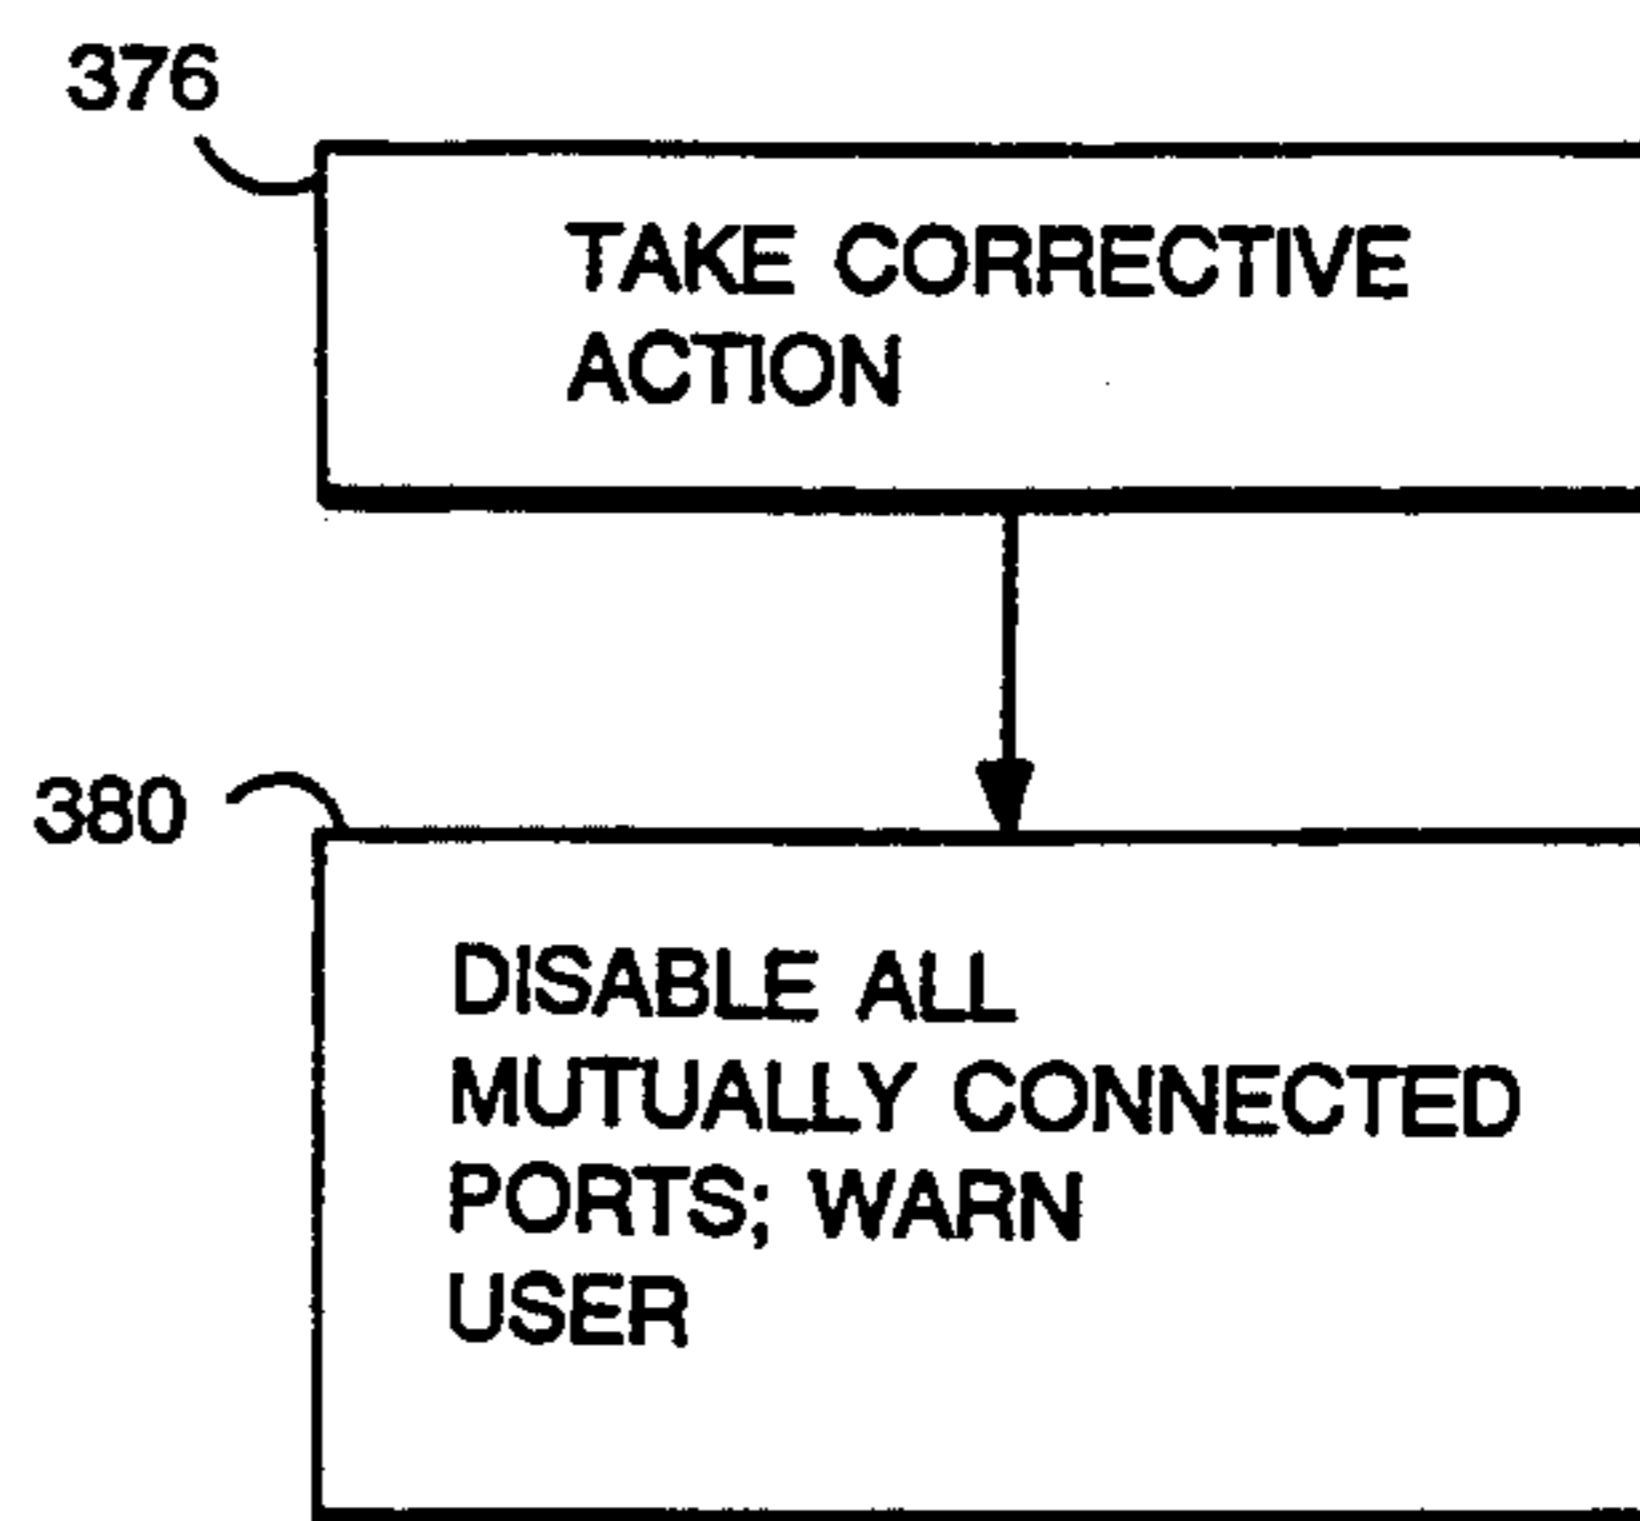 376
TAKE CORRECTIVE
ACTION
380
DISABLE ALL
MUTUALLY CONNECTED
PORTS; WARN
USER